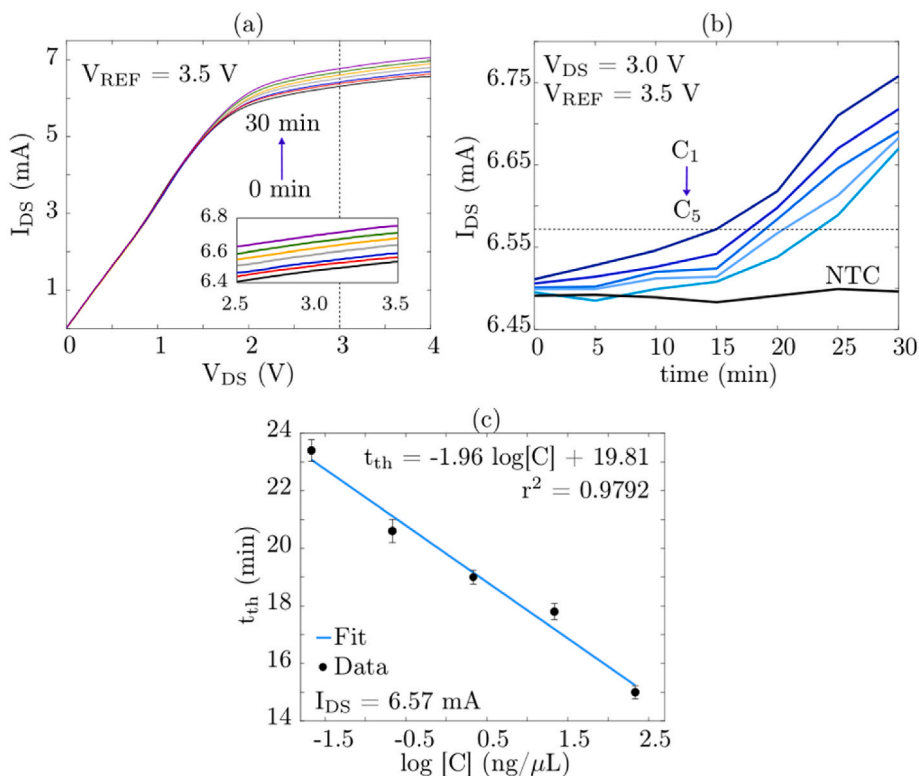 (a)
7
5
3
1
I_DS (mA)
V_REF = 3.5 V
30 min
0 min
6.8
6.6
6.4
2.5 3.0 3.5
0 1 2 3 4
V_DS (V)
(b)
6.75
6.65
6.55
6.45
I_DS (mA)
V_DS = 3.0 V
V_REF = 3.5 V
C_1
C_5
NTC
0 5 10 15 20 25 30
time (min)
(c)
24
22
20
18
16
14
t_th (min)
t_th = -1.96 log[C] + 19.81
r² = 0.9792
Fit
Data
I_DS = 6.57 mA
-1.5 -0.5 0.5 1.5 2.5
log [C] (ng/μL)